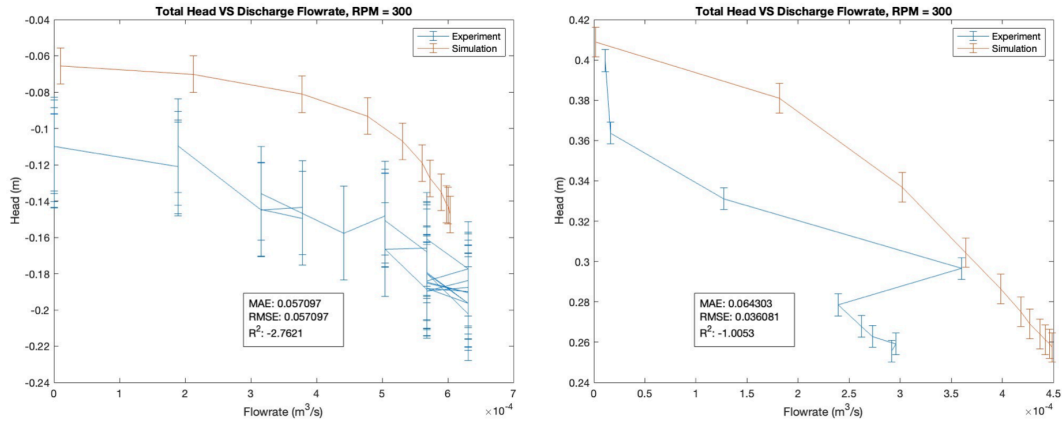 Total Head VS Discharge Flowrate, RPM = 300
Experiment
Simulation
-0.04
-0.06
-0.08
-0.1
-0.12
-0.14
-0.16
-0.18
-0.2
-0.22
-0.24
Head (m)
MAE: 0.057097
RMSE: 0.057097
R²: -2.7621
0 1 2 3 4 5 6 7
×10⁻⁴
Flowrate (m³/s)
Total Head VS Discharge Flowrate, RPM = 300
Experiment
Simulation
0.42
0.4
0.38
0.36
0.34
0.32
0.3
0.28
0.26
0.24
Head (m)
MAE: 0.064303
RMSE: 0.036081
R²: -1.0053
0 0.5 1 1.5 2 2.5 3 3.5 4 4.5
×10⁻⁴
Flowrate (m³/s)